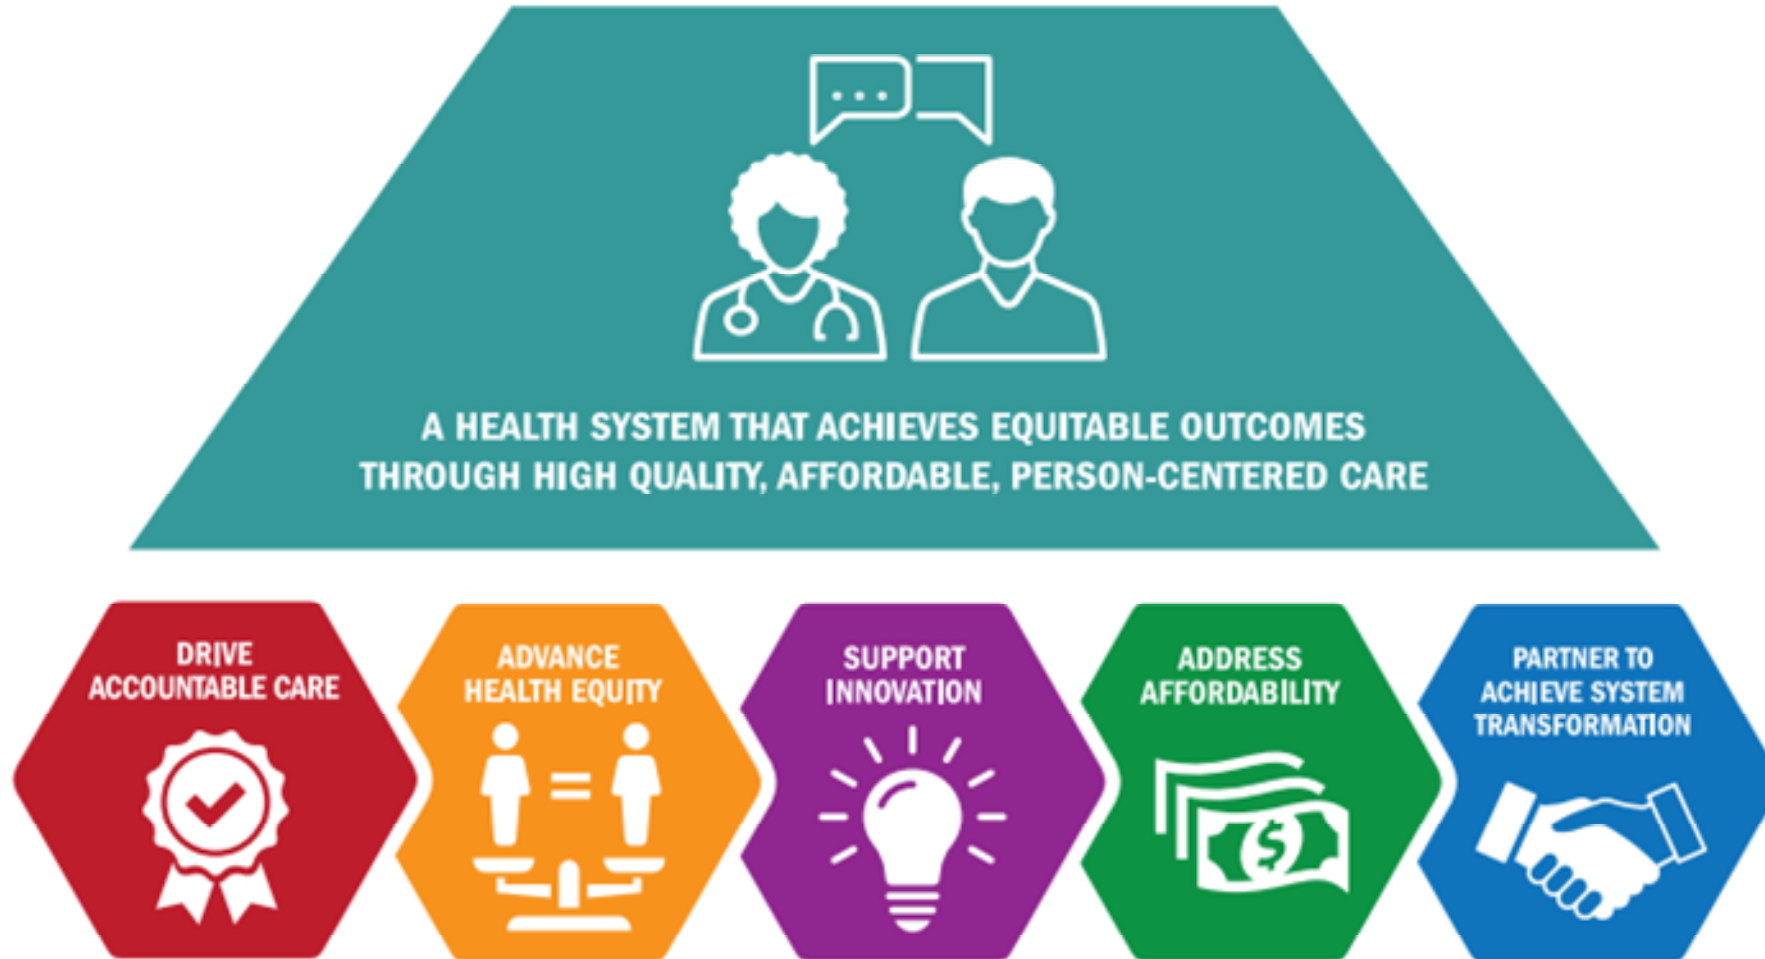 A HEALTH SYSTEM THAT ACHIEVES EQUITABLE OUTCOMES
THROUGH HIGH QUALITY, AFFORDABLE, PERSON-CENTERED CARE
DRIVE
ACCOUNTABLE CARE
ADVANCE
HEALTH EQUITY
SUPPORT
INNOVATION
ADDRESS
AFFORDABILITY
PARTNER TO
ACHIEVE SYSTEM
TRANSFORMATION
$